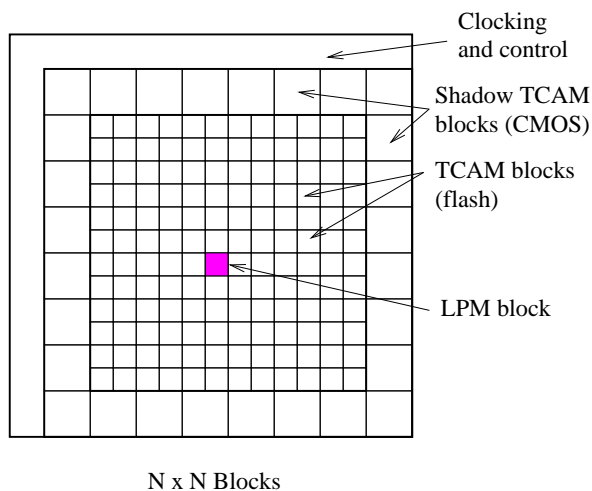 Clocking
and control
Shadow TCAM
blocks (CMOS)
TCAM blocks
(flash)
LPM block
N x N Blocks